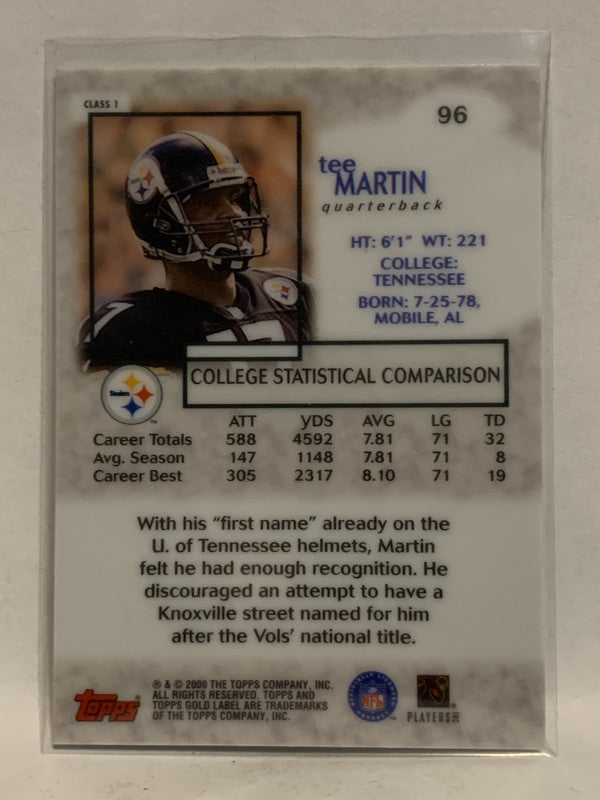 CLASS 1
96
tee
MARTIN
quarterback
HT: 6'1" WT: 221
COLLEGE:
TENNESSEE
BORN: 7-25-78,
MOBILE, AL
Steelers
TM
COLLEGE STATISTICAL COMPARISON
ATT YDS AVG LG TD
Career Totals 588 4592 7.81 71 32
Avg. Season 147 1148 7.81 71 8
Career Best 305 2317 8.10 71 19
With his "first name" already on the
U. of Tennessee helmets, Martin
felt he had enough recognition. He
discouraged an attempt to have a
Knoxville street named for him
after the Vols' national title.
Topps
® & © 2000 THE TOPPS COMPANY, INC.
ALL RIGHTS RESERVED. TOPPS AND
TOPPS GOLD LABEL ARE TRADEMARKS
OF THE TOPPS COMPANY, INC.
NFL
PLAYERS INC